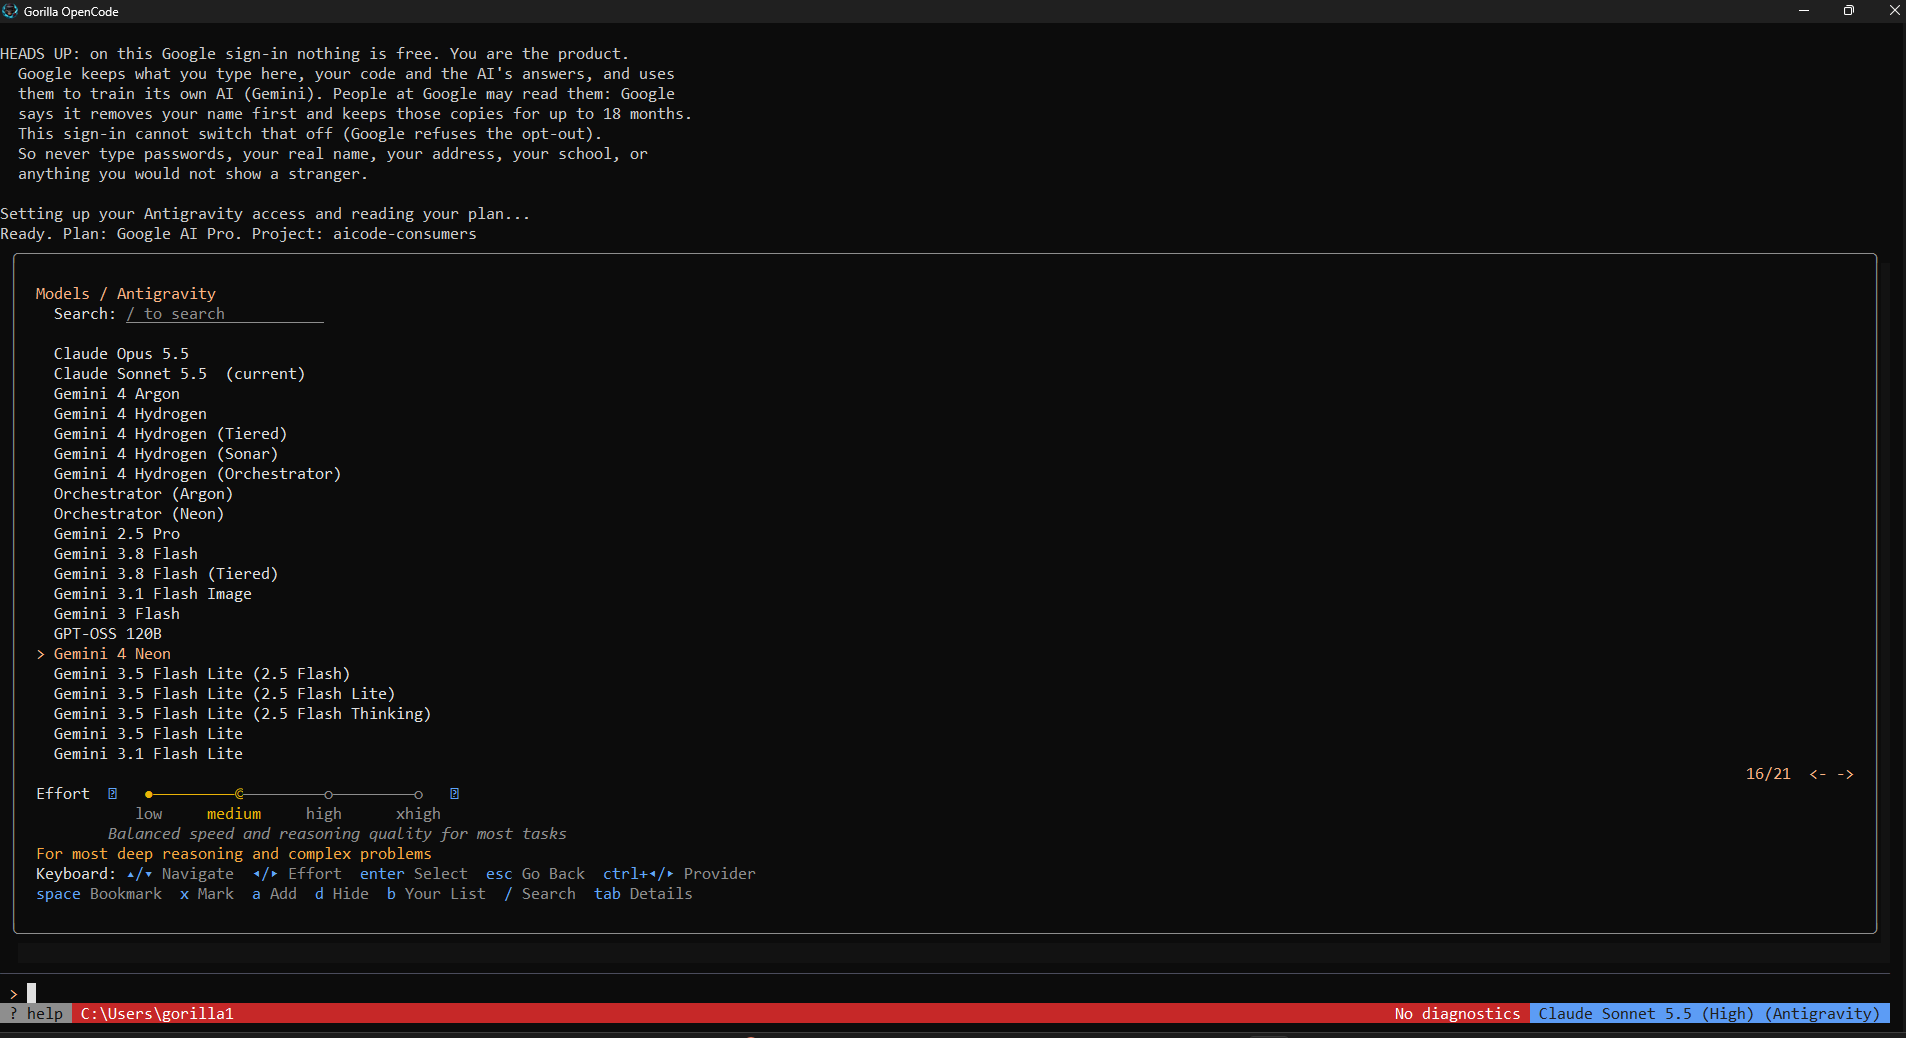 Gorilla OpenCode
HEADS UP: on this Google sign-in nothing is free. You are the product.
Google keeps what you type here, your code and the AI's answers, and uses
them to train its own AI (Gemini). People at Google may read them: Google
says it removes your name first and keeps those copies for up to 18 months.
This sign-in cannot switch that off (Google refuses the opt-out).
So never type passwords, your real name, your address, your school, or
anything you would not show a stranger.
Setting up your Antigravity access and reading your plan...
Ready. Plan: Google AI Pro. Project: aicode-consumers
Models / Antigravity
Search: / to search
Claude Opus 5.5
Claude Sonnet 5.5 (current)
Gemini 4 Argon
Gemini 4 Hydrogen
Gemini 4 Hydrogen (Tiered)
Gemini 4 Hydrogen (Sonar)
Gemini 4 Hydrogen (Orchestrator)
Orchestrator (Argon)
Orchestrator (Neon)
Gemini 2.5 Pro
Gemini 3.8 Flash
Gemini 3.8 Flash (Tiered)
Gemini 3.1 Flash Image
Gemini 3 Flash
GPT-OSS 120B
> Gemini 4 Neon
Gemini 3.5 Flash Lite (2.5 Flash)
Gemini 3.5 Flash Lite (2.5 Flash Lite)
Gemini 3.5 Flash Lite (2.5 Flash Thinking)
Gemini 3.5 Flash Lite
Gemini 3.1 Flash Lite
16/21 <- ->
Effort
low medium high xhigh
Balanced speed and reasoning quality for most tasks
For most deep reasoning and complex problems
Keyboard: ▴/▾ Navigate ◂/▸ Effort enter Select esc Go Back ctrl+◂/▸ Provider
space Bookmark x Mark a Add d Hide b Your List / Search tab Details
>
? help C:\Users\gorilla1 No diagnostics Claude Sonnet 5.5 (High) (Antigravity)